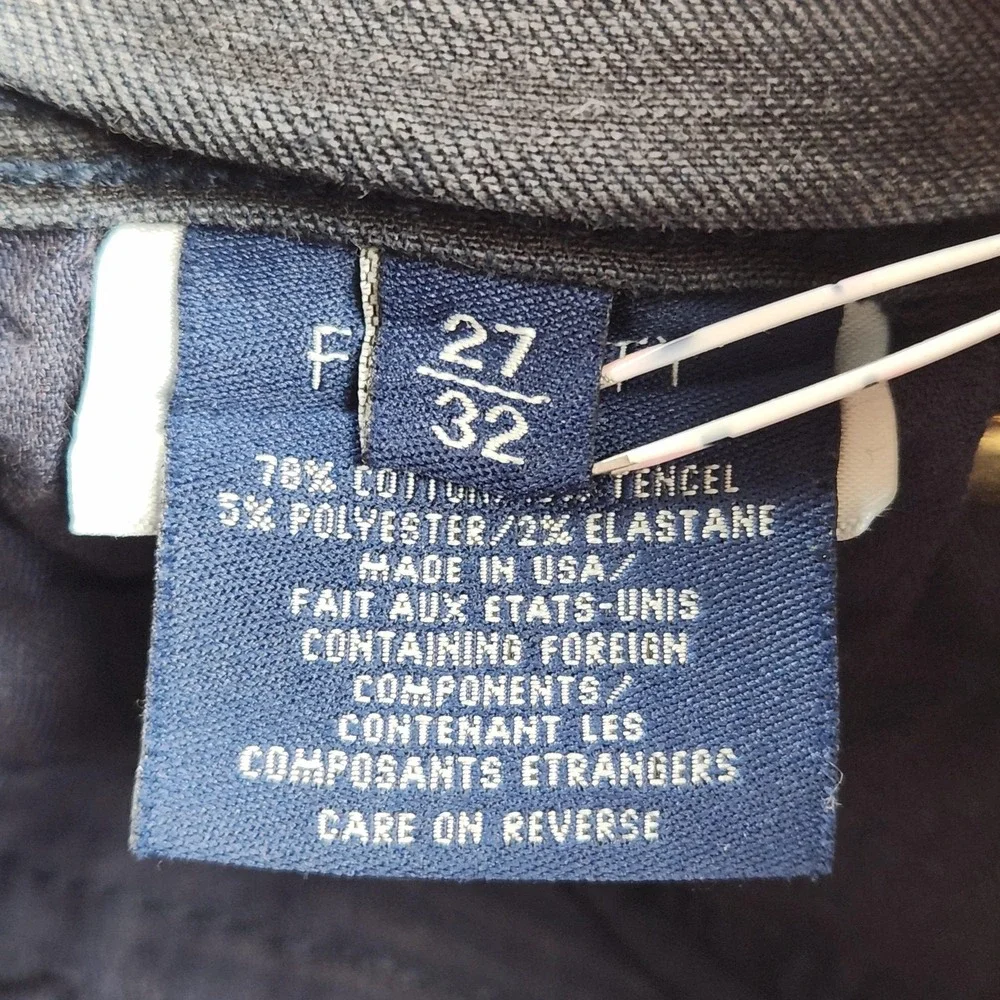 27
32
78% COTTON TENCEL
5% POLYESTER/2% ELASTANE
MADE IN USA/
FAIT AUX ETATS-UNIS
CONTAINING FOREIGN
COMPONENTS/
CONTENANT LES
COMPOSANTS ETRANGERS
CARE ON REVERSE